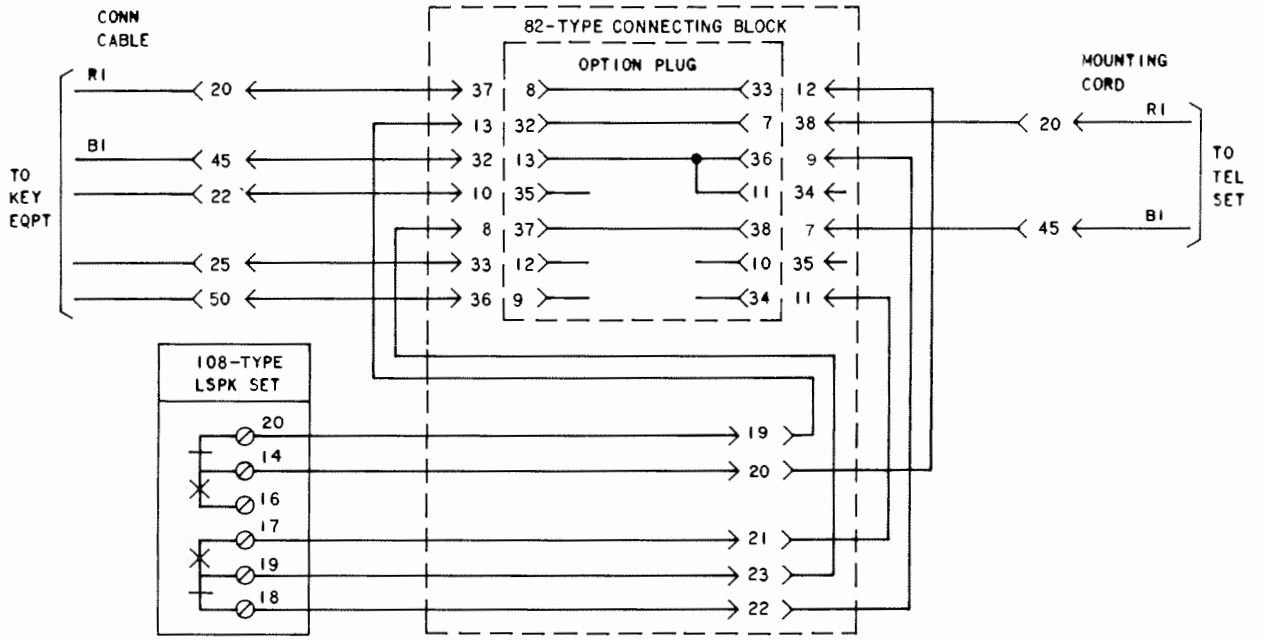 CONN
CABLE
82-TYPE CONNECTING BLOCK
OPTION PLUG
MOUNTING
CORD
R1 20 37 8 33 12
13 32 7 38 20 R1
B1 45 32 13 36 9
22 10 35 11 34
8 37 38 7 45 B1
25 33 12 10 35
50 36 9 34 11
TO
KEY
EQPT
TO
TEL
SET
108-TYPE
LSPK SET
20 19
14 20
16
17 21
19 23
18 22